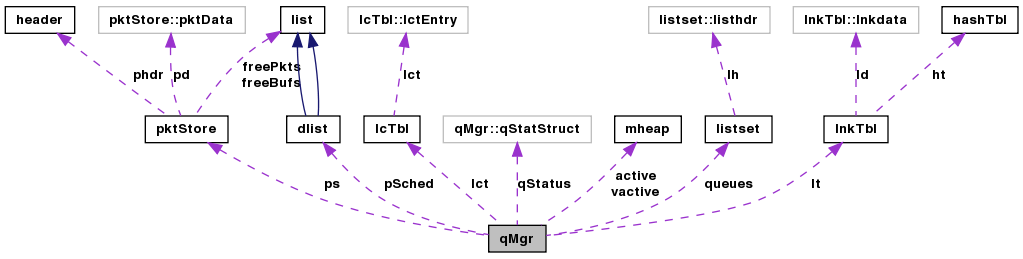 header
pktStore::pktData
list
lcTbl::lctEntry
listset::listhdr
lnkTbl::lnkdata
hashTbl
phdr
pd
freePkts
freeBufs
lct
lh
ld
ht
pktStore
dlist
lcTbl
qMgr::qStatStruct
mheap
listset
lnkTbl
ps
pSched
lct
qStatus
active
vactive
queues
lt
qMgr